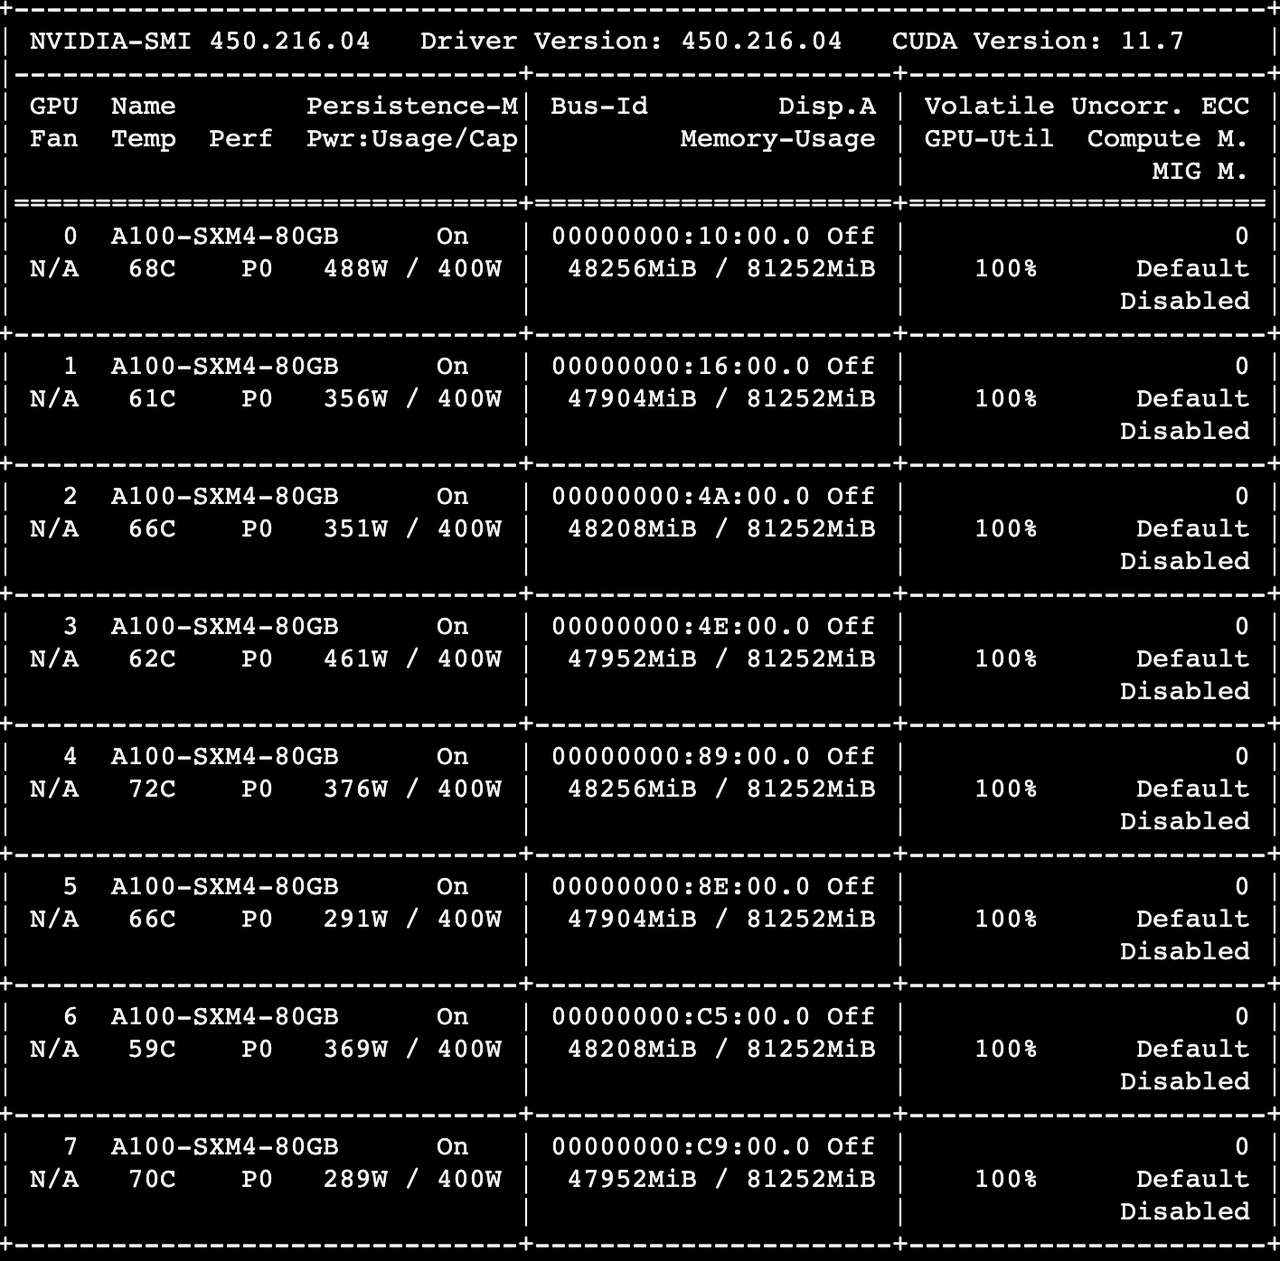 +-----------------------------------------------------------------------------+
| NVIDIA-SMI 450.216.04   Driver Version: 450.216.04   CUDA Version: 11.7     |
|-------------------------------+----------------------+----------------------+
| GPU  Name        Persistence-M| Bus-Id        Disp.A | Volatile Uncorr. ECC |
| Fan  Temp  Perf  Pwr:Usage/Cap|         Memory-Usage | GPU-Util  Compute M. |
|                               |                      |               MIG M. |
|===============================+======================+======================|
|   0  A100-SXM4-80GB      On   | 00000000:10:00.0 Off |                    0 |
| N/A   68C    P0   488W / 400W |  48256MiB / 81252MiB |    100%      Default |
|                               |                      |             Disabled |
+-------------------------------+----------------------+----------------------+
|   1  A100-SXM4-80GB      On   | 00000000:16:00.0 Off |                    0 |
| N/A   61C    P0   356W / 400W |  47904MiB / 81252MiB |    100%      Default |
|                               |                      |             Disabled |
+-------------------------------+----------------------+----------------------+
|   2  A100-SXM4-80GB      On   | 00000000:4A:00.0 Off |                    0 |
| N/A   66C    P0   351W / 400W |  48208MiB / 81252MiB |    100%      Default |
|                               |                      |             Disabled |
+-------------------------------+----------------------+----------------------+
|   3  A100-SXM4-80GB      On   | 00000000:4E:00.0 Off |                    0 |
| N/A   62C    P0   461W / 400W |  47952MiB / 81252MiB |    100%      Default |
|                               |                      |             Disabled |
+-------------------------------+----------------------+----------------------+
|   4  A100-SXM4-80GB      On   | 00000000:89:00.0 Off |                    0 |
| N/A   72C    P0   376W / 400W |  48256MiB / 81252MiB |    100%      Default |
|                               |                      |             Disabled |
+-------------------------------+----------------------+----------------------+
|   5  A100-SXM4-80GB      On   | 00000000:8E:00.0 Off |                    0 |
| N/A   66C    P0   291W / 400W |  47904MiB / 81252MiB |    100%      Default |
|                               |                      |             Disabled |
+-------------------------------+----------------------+----------------------+
|   6  A100-SXM4-80GB      On   | 00000000:C5:00.0 Off |                    0 |
| N/A   59C    P0   369W / 400W |  48208MiB / 81252MiB |    100%      Default |
|                               |                      |             Disabled |
+-------------------------------+----------------------+----------------------+
|   7  A100-SXM4-80GB      On   | 00000000:C9:00.0 Off |                    0 |
| N/A   70C    P0   289W / 400W |  47952MiB / 81252MiB |    100%      Default |
|                               |                      |             Disabled |
+-------------------------------+----------------------+----------------------+